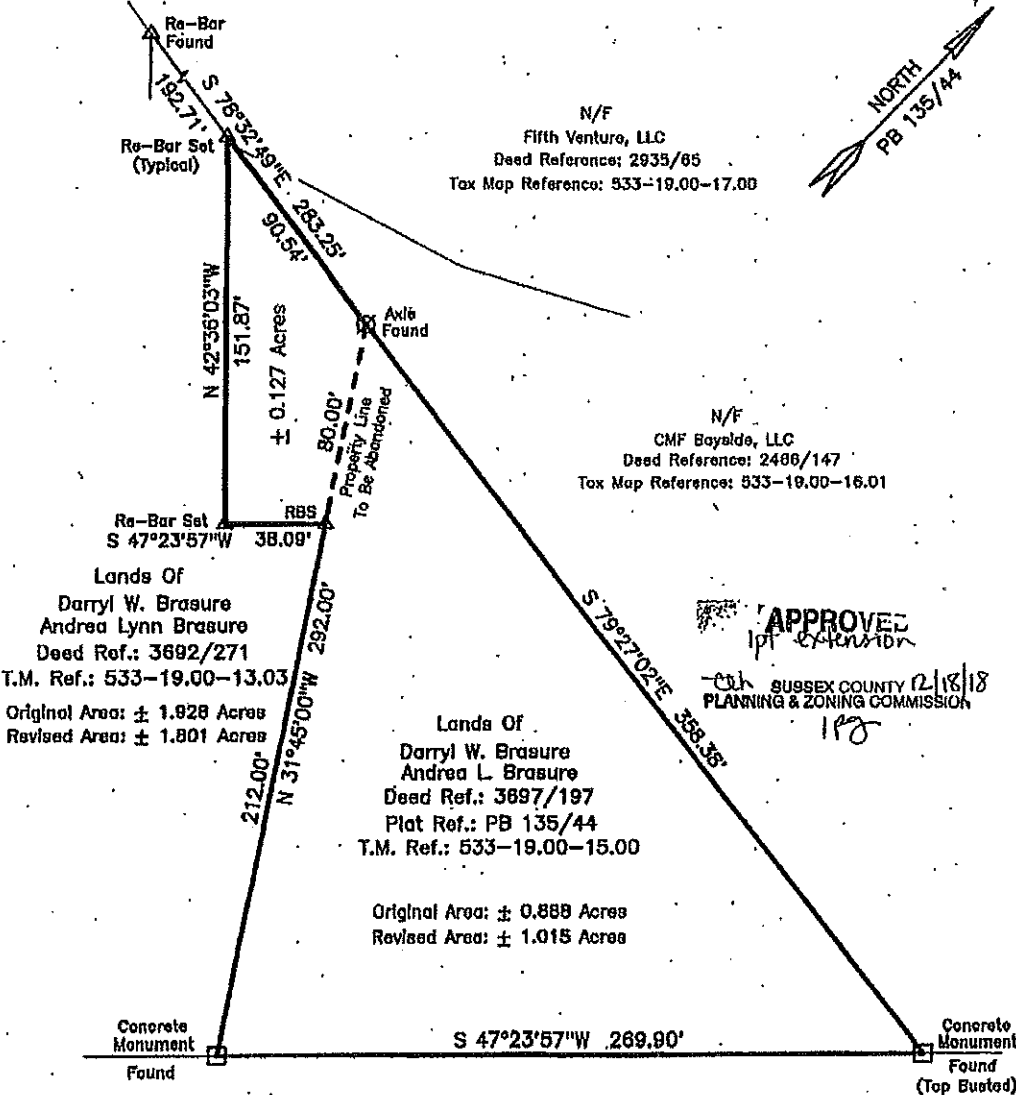 Re-Bar
Found
192.71'
S 78°32'49"E 283.25'
Re-Bar Set
(Typical)
90.54'
N/F
Fifth Venture, LLC
Deed Reference: 2935/65
Tax Map Reference: 533-19.00-17.00
NORTH
PB 135/44
N 42°36'03"W
151.87'
± 0.127 Acres
Axle
Found
80.00'
Property Line
To Be Abandoned
N/F
CMF Bayside, LLC
Deed Reference: 2466/147
Tax Map Reference: 533-19.00-16.01
Re-Bar Set
RBS
S 47°23'57"W 38.09'
Lands Of
Darryl W. Brasure
Andrea Lynn Brasure
Deed Ref.: 3692/271
T.M. Ref.: 533-19.00-13.03
Original Area: ± 1.928 Acres
Revised Area: ± 1.801 Acres
212.00'
N 31°45'00"W 292.00'
S 79°27'02"E 358.38'
APPROVED
lot extension
SUSSEX COUNTY 12/18/18
PLANNING & ZONING COMMISSION
1pg
Lands Of
Darryl W. Brasure
Andrea L. Brasure
Deed Ref.: 3697/197
Plat Ref.: PB 135/44
T.M. Ref.: 533-19.00-15.00
Original Area: ± 0.888 Acres
Revised Area: ± 1.015 Acres
Concrete
Monument
Found
S 47°23'57"W 269.90'
Concrete
Monument
Found
(Top Busted)